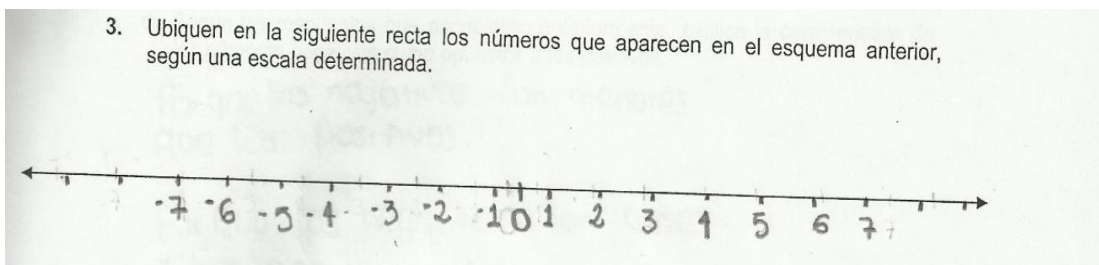 3. Ubiquen en la siguiente recta los números que aparecen en el esquema anterior,
según una escala determinada.
-7 -6 -5 -4 -3 -2 -1 0 1 2 3 4 5 6 7